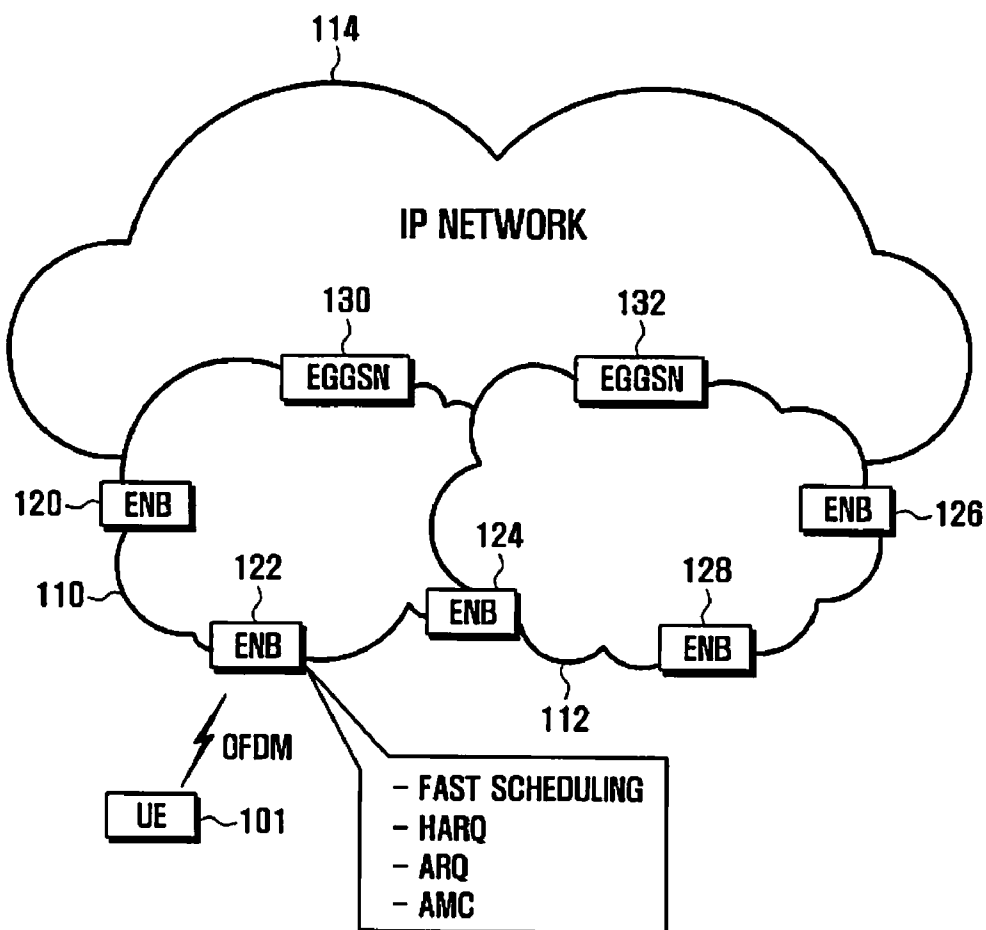 114
IP NETWORK
130
132
EGGSN
EGGSN
120
ENB
ENB
126
124
122
128
110
ENB
ENB
ENB
112
OFDM
UE
101
- FAST SCHEDULING
- HARQ
- ARQ
- AMC